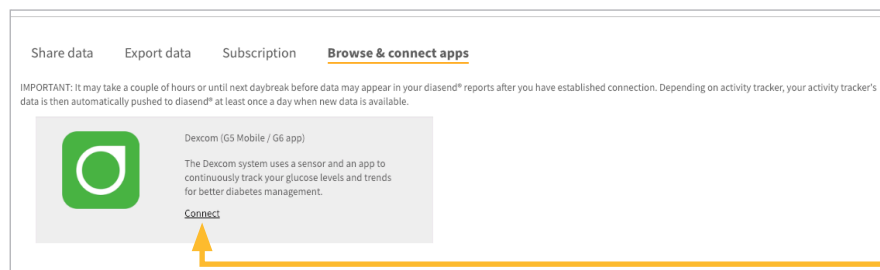 Share data Export data Subscription Browse & connect apps
IMPORTANT: It may take a couple of hours or until next daybreak before data may appear in your diasend® reports after you have established connection. Depending on activity tracker, your activity tracker's
data is then automatically pushed to diasend® at least once a day when new data is available.
Dexcom (G5 Mobile / G6 app)
The Dexcom system uses a sensor and an app to
continuously track your glucose levels and trends
for better diabetes management.
Connect